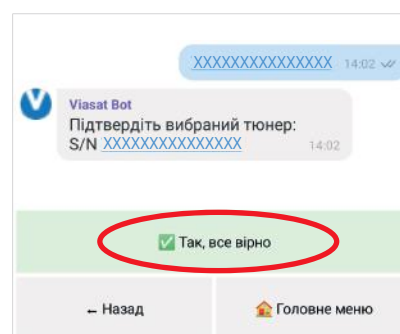 XXXXXXXXXXXXXXX 14:02
Viasat Bot
Підтвердіть вибраний тюнер:
S/N XXXXXXXXXXXXXXX 14:02
✅ Так, все вірно
← Назад
🏠 Головне меню